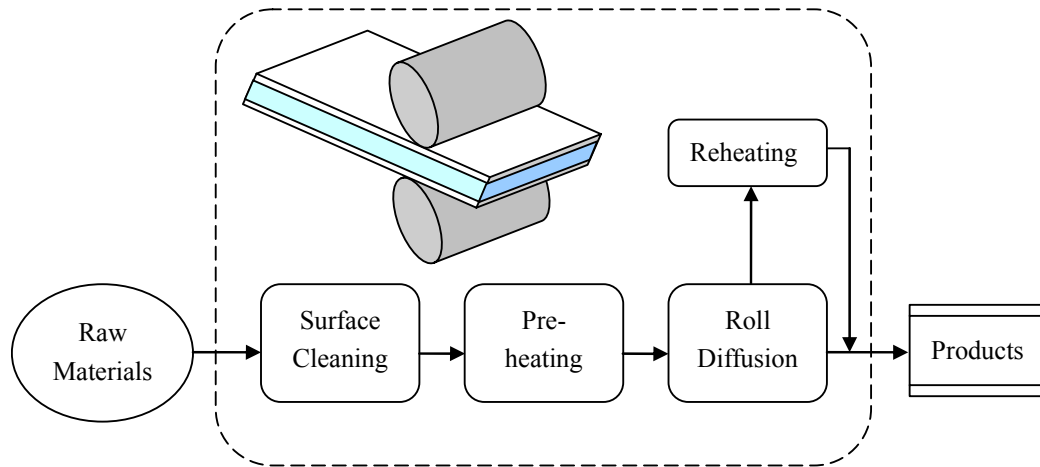 Reheating
Raw
Materials
Surface
Cleaning
Pre-
heating
Roll
Diffusion
Products